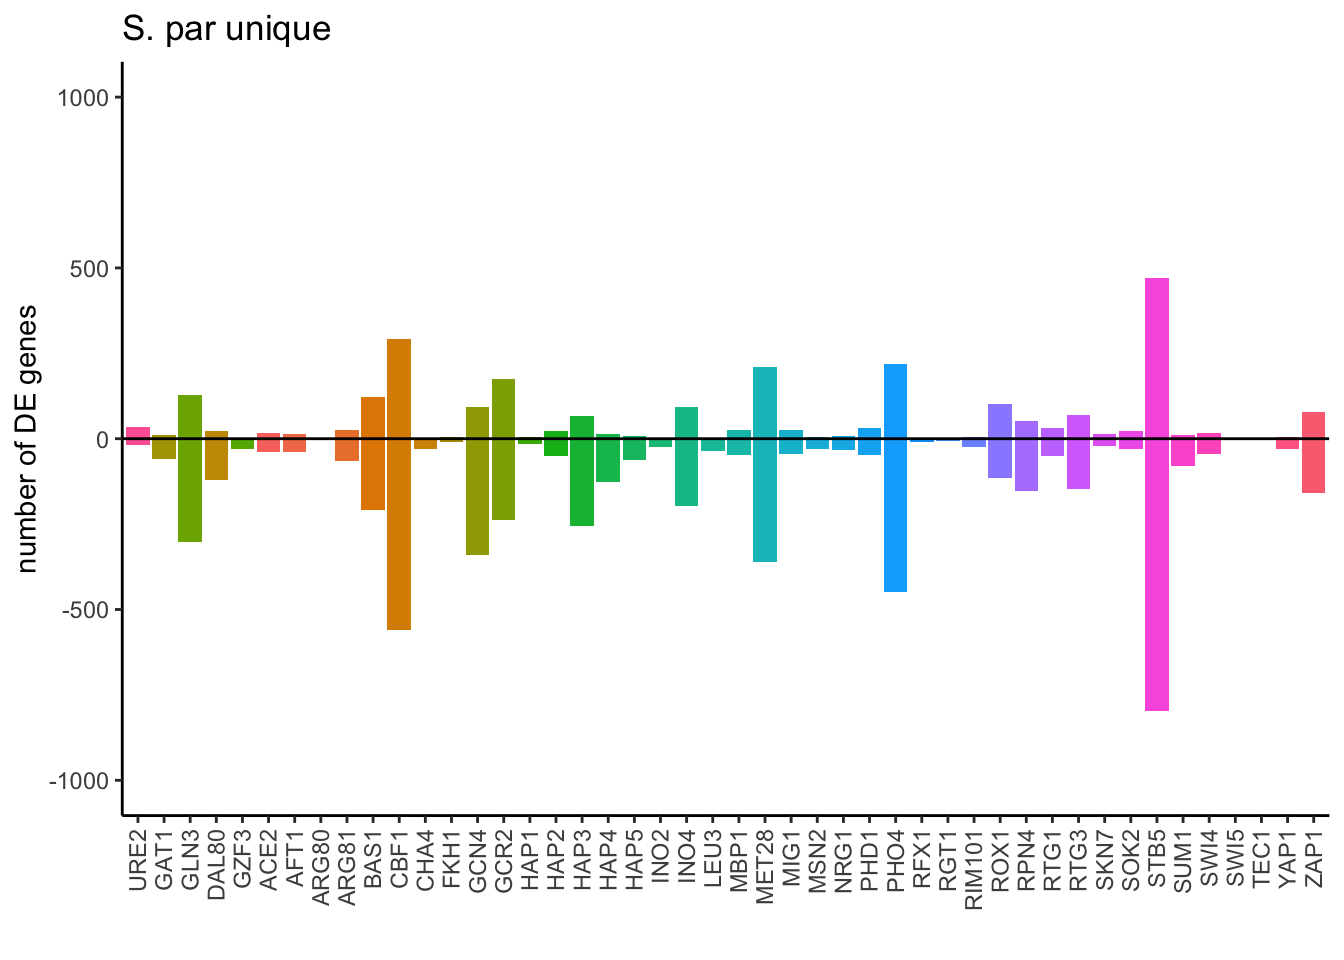 S. par unique
number of DE genes
1000
500
0
-500
-1000
URE2
GAT1
GLN3
DAL80
GZF3
ACE2
AFT1
ARG80
ARG81
BAS1
CBF1
CHA4
FKH1
GCN4
GCR2
HAP1
HAP2
HAP3
HAP4
HAP5
INO2
INO4
LEU3
MBP1
MET28
MIG1
MSN2
NRG1
PHD1
PHO4
RFX1
RGT1
RIM101
ROX1
RPN4
RTG1
RTG3
SKN7
SOK2
STB5
SUM1
SWI4
SWI5
TEC1
YAP1
ZAP1